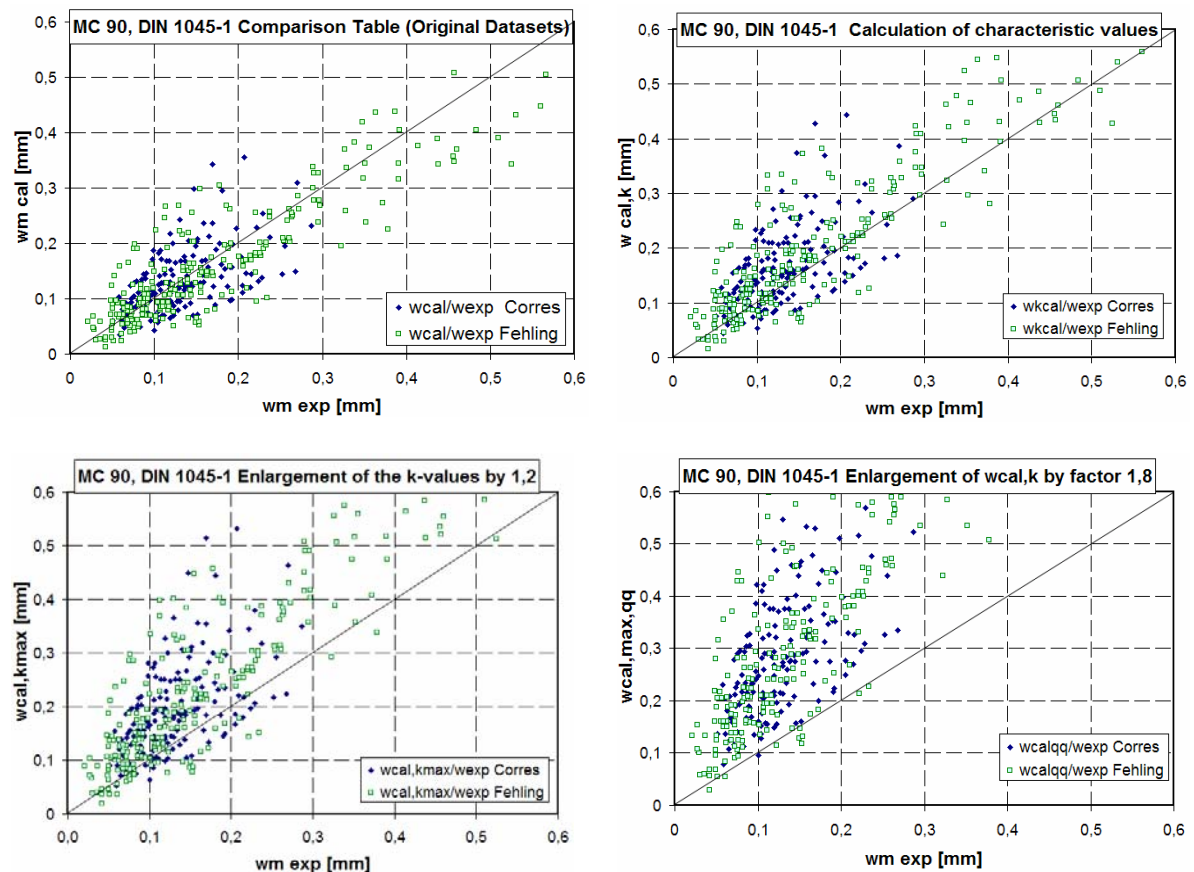 MC 90, DIN 1045-1 Comparison Table (Original Datasets)
0,6
0,5
0,4
0,3
0,2
0,1
0
wm cal [mm]
0
0,1
0,2
0,3
0,4
0,5
0,6
wm exp [mm]
wcal/wexp Corres
wcal/wexp Fehling
MC 90, DIN 1045-1 Calculation of characteristic values
0,6
0,5
0,4
0,3
0,2
0,1
0
w cal,k [mm]
0
0,1
0,2
0,3
0,4
0,5
0,6
wm exp [mm]
wkcal/wexp Corres
wkcal/wexp Fehling
MC 90, DIN 1045-1 Enlargement of the k-values by 1,2
0,6
0,5
0,4
0,3
0,2
0,1
0,0
wcal,kmax [mm]
0,0
0,1
0,2
0,3
0,4
0,5
0,6
wm exp [mm]
wcal,kmax/wexp Corres
wcal,kmax/wexp Fehling
MC 90, DIN 1045-1 Enlargement of wcal,k by factor 1,8
0,6
0,5
0,4
0,3
0,2
0,1
0
wcal,max,qq
0
0,1
0,2
0,3
0,4
0,5
0,6
wm exp [mm]
wcalqq/wexp Corres
wcalqq/wexp Fehling